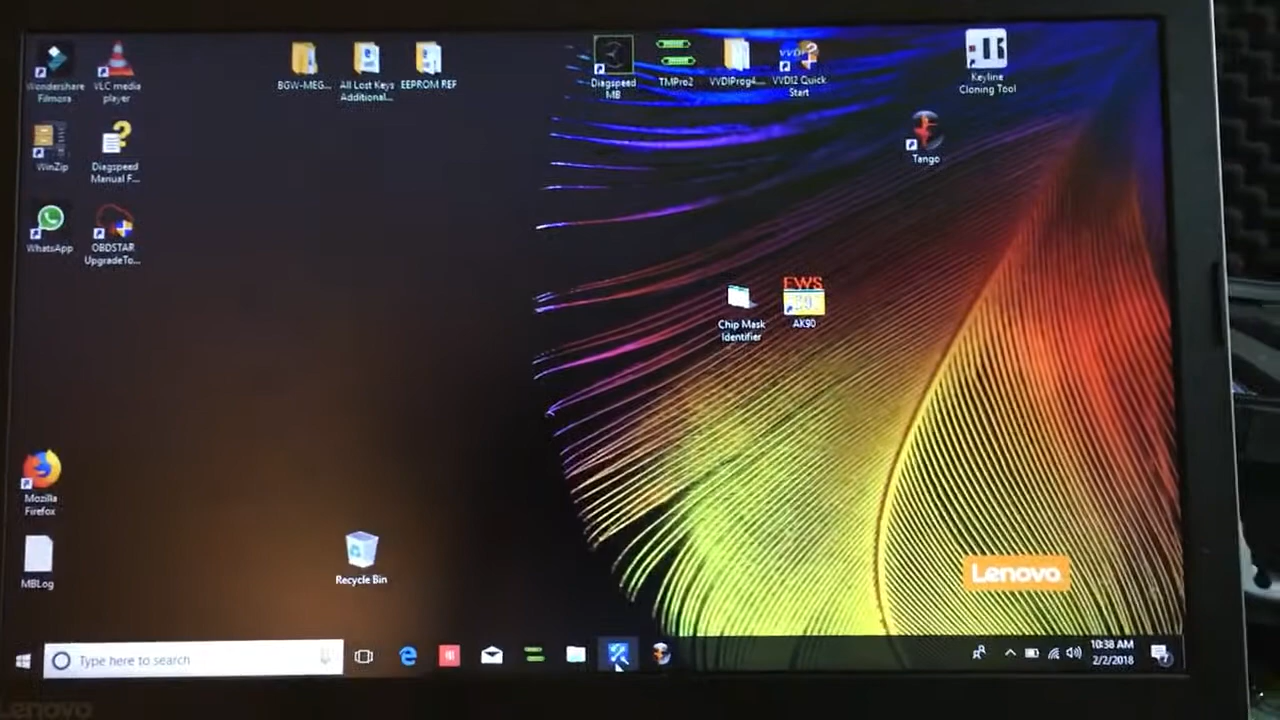 Wondershare
Filmora
VLC media
player
BGW-MEG...
All Lost Keys
Additional...
EEPROM REF
Diagspeed
MB
TMPro2
VVDIProg4...
VVDI2 Quick
Start
Keyline
Cloning Tool
WinZip
Diagspeed
Manual F...
Tango
WhatsApp
OBDSTAR
UpgradeTo...
Chip Mask
Identifier
EWS
AK90
Mozilla
Firefox
MBLog
Recycle Bin
Lenovo
Type here to search
10:38 AM
2/2/2018
Lenovo